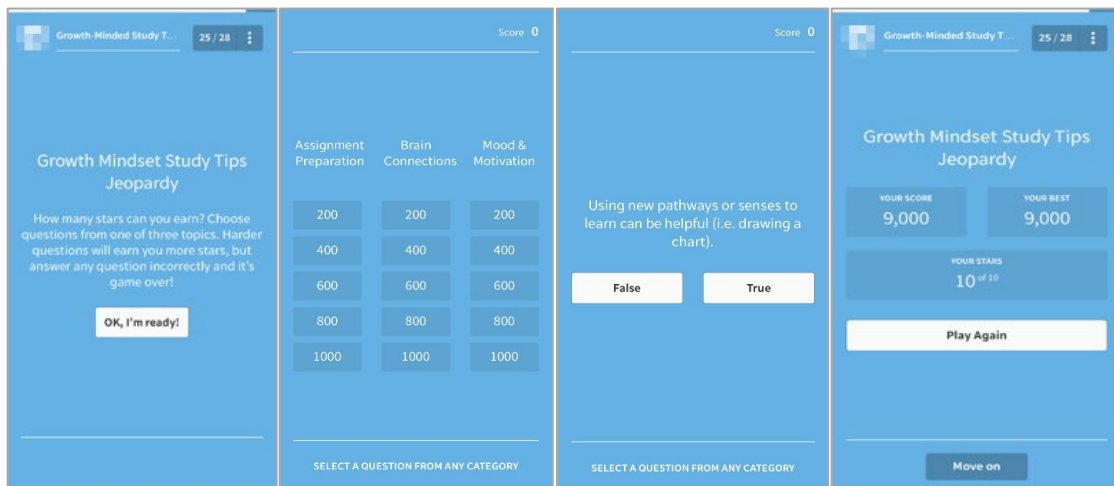 Growth-Minded Study T...
25 / 28
Growth Mindset Study Tips
Jeopardy
How many stars can you earn? Choose
questions from one of three topics. Harder
questions will earn you more stars, but
answer any question incorrectly and it's
game over!
OK, I'm ready!
Score 0
Assignment Preparation
Brain Connections
Mood & Motivation
200 200 200
400 400 400
600 600 600
800 800 800
1000 1000 1000
SELECT A QUESTION FROM ANY CATEGORY
Score 0
Using new pathways or senses to
learn can be helpful (i.e. drawing a
chart).
False True
SELECT A QUESTION FROM ANY CATEGORY
Growth-Minded Study T...
25 / 28
Growth Mindset Study Tips
Jeopardy
YOUR SCORE YOUR BEST
9,000 9,000
YOUR STARS
10 of 10
Play Again
Move on